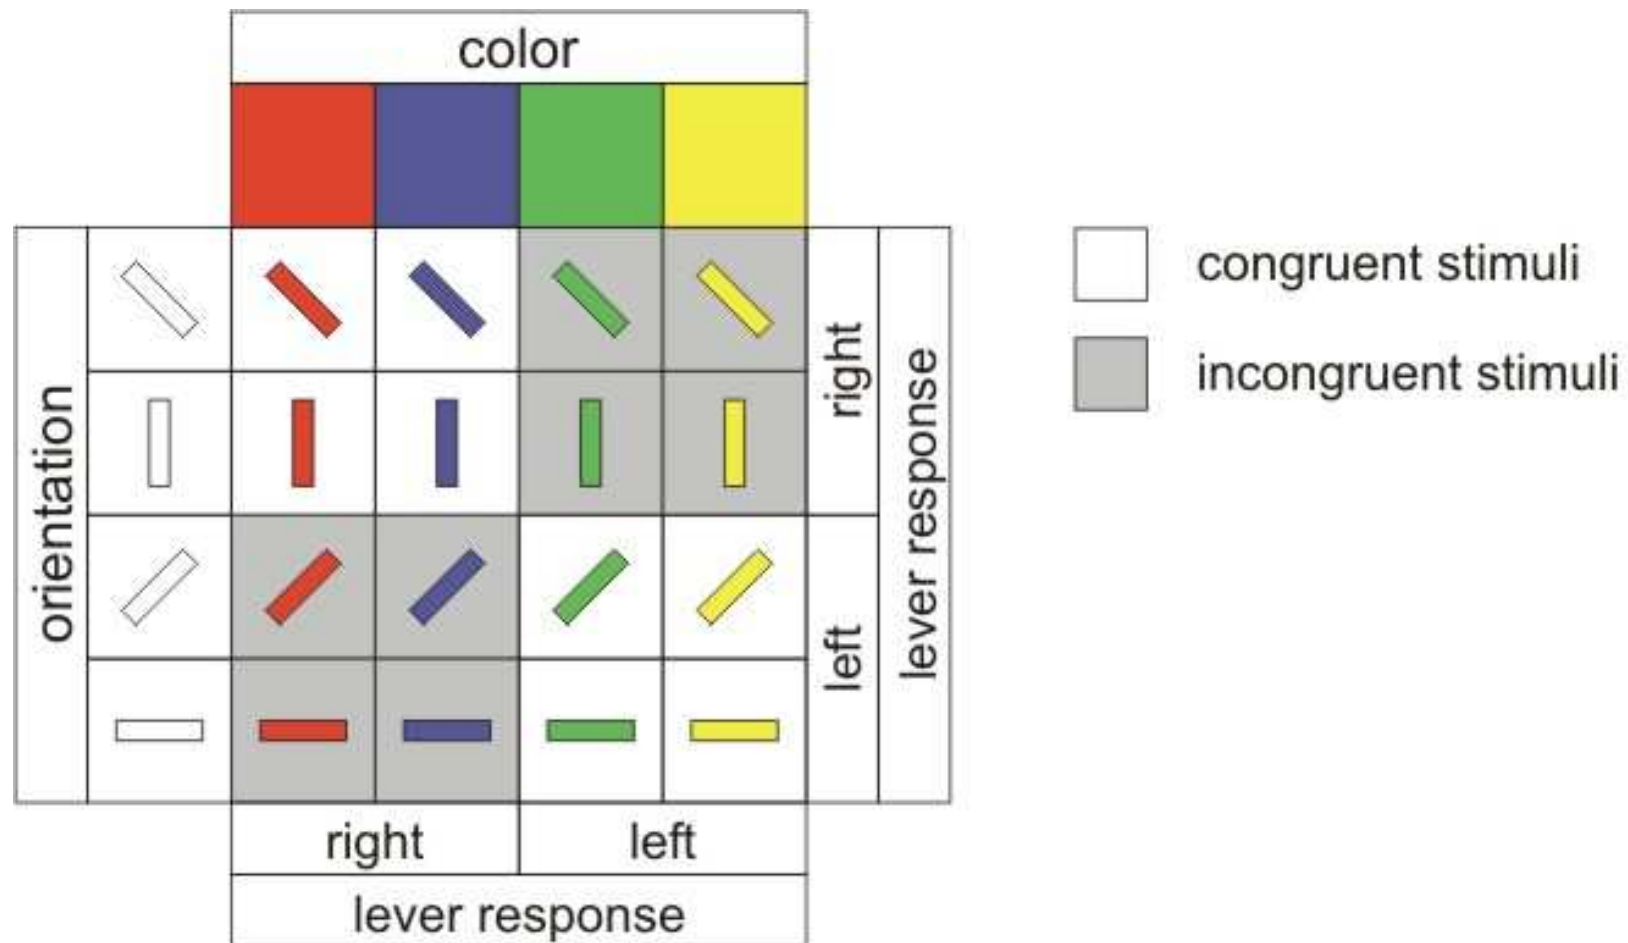 color
orientation
right
left
lever response
right
left
lever response
congruent stimuli
incongruent stimuli